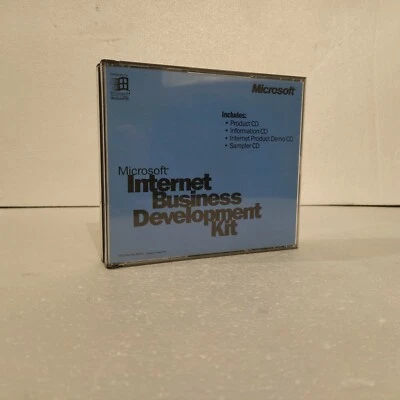 Microsoft
Includes:
• Product CD
• Information CD
• Internet Product Demo CD
• Sampler CD
Microsoft
Internet
Business
Development
Kit